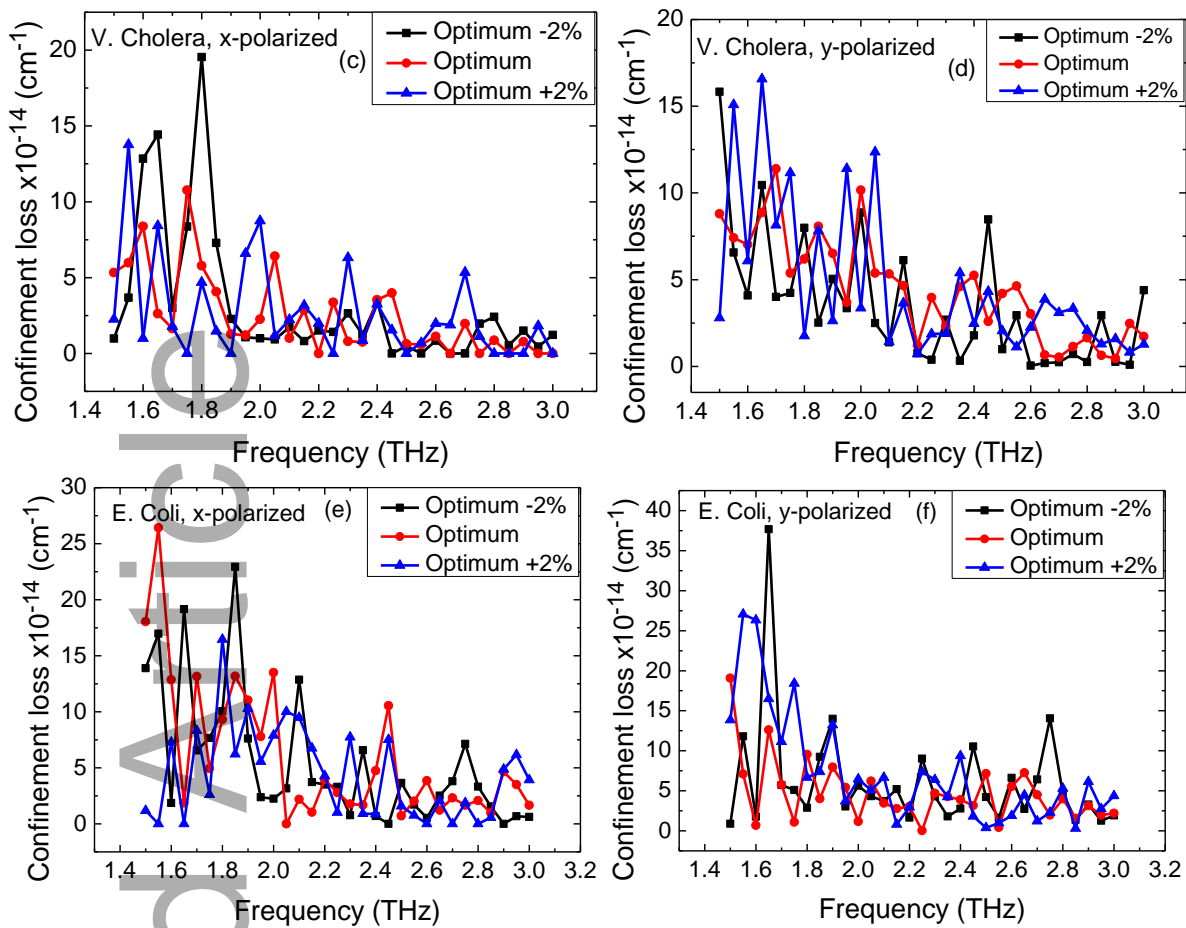 V. Cholera, x-polarized
(c)
Optimum -2%
Optimum
Optimum +2%
Confinement loss x10-14 (cm-1)
20
15
10
5
0
1.4 1.6 1.8 2.0 2.2 2.4 2.6 2.8 3.0
Frequency (THz)
V. Cholera, y-polarized
(d)
Optimum -2%
Optimum
Optimum +2%
Confinement loss x10-14 (cm-1)
20
15
10
5
0
1.4 1.6 1.8 2.0 2.2 2.4 2.6 2.8 3.0
Frequency (THz)
E. Coli, x-polarized
(e)
Optimum -2%
Optimum
Optimum +2%
Confinement loss x10-14 (cm-1)
30
25
20
15
10
5
0
1.4 1.6 1.8 2.0 2.2 2.4 2.6 2.8 3.0 3.2
Frequency (THz)
E. Coli, y-polarized
(f)
Optimum -2%
Optimum
Optimum +2%
Confinement loss x10-14 (cm-1)
40
35
30
25
20
15
10
5
0
1.4 1.6 1.8 2.0 2.2 2.4 2.6 2.8 3.0 3.2
Frequency (THz)
d Article